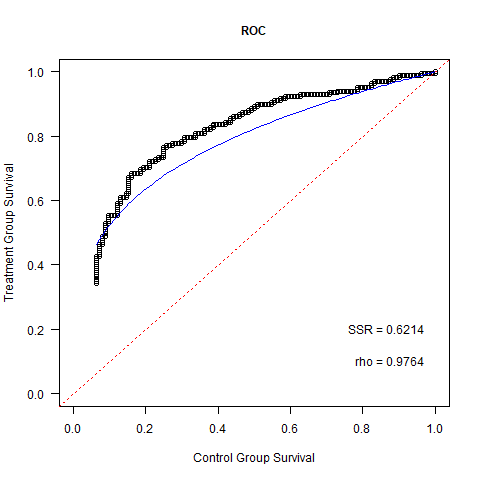 ROC
Treatment Group Survival
1.0
0.8
0.6
0.4
0.2
0.0
SSR = 0.6214
rho = 0.9764
0.0 0.2 0.4 0.6 0.8 1.0
Control Group Survival